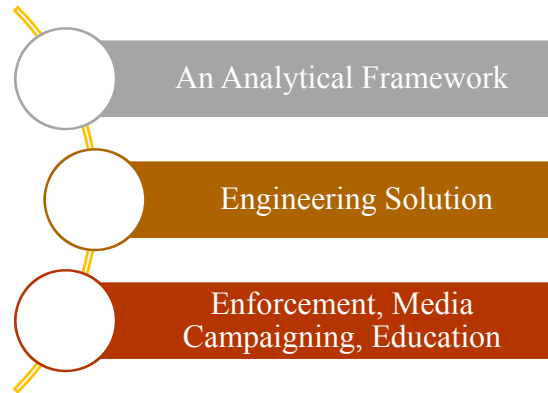 An Analytical Framework
Engineering Solution
Enforcement, Media
Campaigning, Education